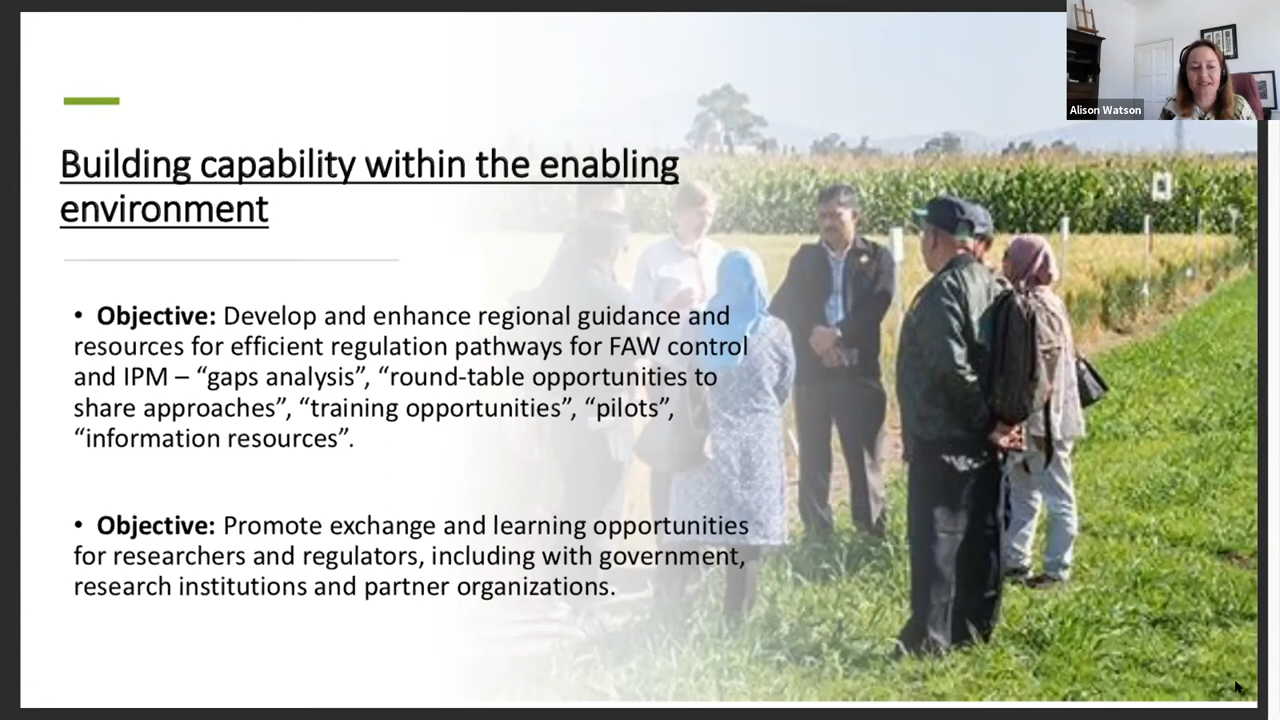 Alison Watson
Building capability within the enabling
environment
• Objective: Develop and enhance regional guidance and
resources for efficient regulation pathways for FAW control
and IPM – “gaps analysis”, “round-table opportunities to
share approaches”, “training opportunities”, “pilots”,
“information resources”.
• Objective: Promote exchange and learning opportunities
for researchers and regulators, including with government,
research institutions and partner organizations.